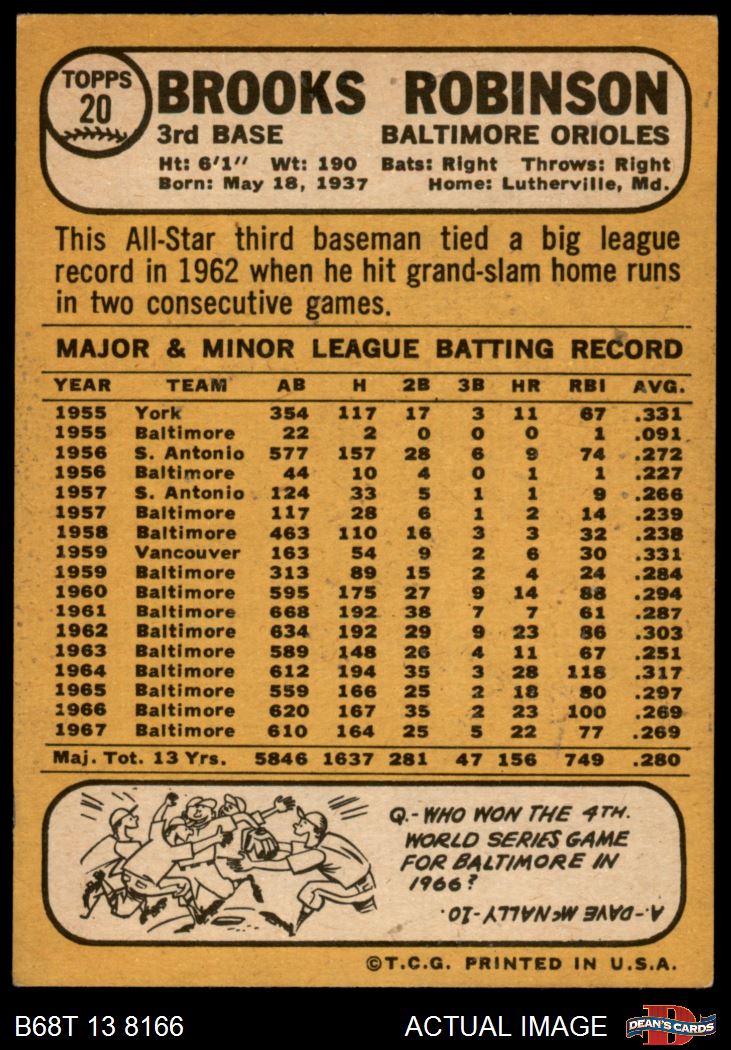 TOPPS
20
BROOKS ROBINSON
3rd BASE BALTIMORE ORIOLES
Ht: 6'1" Wt: 190 Bats: Right Throws: Right
Born: May 18, 1937 Home: Lutherville, Md.
This All-Star third baseman tied a big league
record in 1962 when he hit grand-slam home runs
in two consecutive games.
MAJOR & MINOR LEAGUE BATTING RECORD
YEAR TEAM AB H 2B 3B HR RBI AVG.
1955 York 354 117 17 3 11 67 .331
1955 Baltimore 22 2 0 0 0 1 .091
1956 S. Antonio 577 157 28 6 9 74 .272
1956 Baltimore 44 10 4 0 1 1 .227
1957 S. Antonio 124 33 5 1 1 9 .266
1957 Baltimore 117 28 6 1 2 14 .239
1958 Baltimore 463 110 16 3 3 32 .238
1959 Vancouver 163 54 9 2 6 30 .331
1959 Baltimore 313 89 15 2 4 24 .284
1960 Baltimore 595 175 27 9 14 88 .294
1961 Baltimore 668 192 38 7 7 61 .287
1962 Baltimore 634 192 29 9 23 86 .303
1963 Baltimore 589 148 26 4 11 67 .251
1964 Baltimore 612 194 35 3 28 118 .317
1965 Baltimore 559 166 25 2 18 80 .297
1966 Baltimore 620 167 35 2 23 100 .269
1967 Baltimore 610 164 25 5 22 77 .269
Maj. Tot. 13 Yrs. 5846 1637 281 47 156 749 .280
Q.-WHO WON THE 4TH.
WORLD SERIES GAME
FOR BALTIMORE IN
1966?
A.-DAVE McNALLY-1-0.
©T.C.G. PRINTED IN U.S.A.
B68T 13 8166 ACTUAL IMAGE
D
DEAN'S CARDS